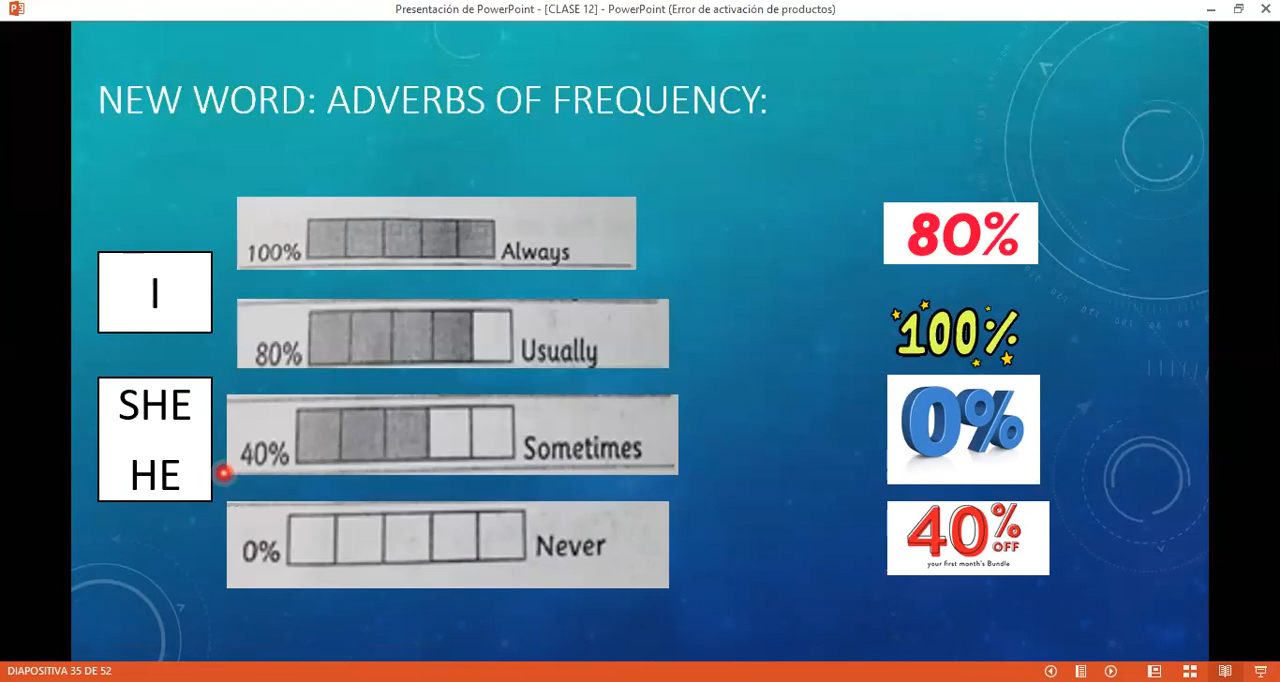 Presentación de PowerPoint - [CLASE 12] - PowerPoint (Error de activación de productos)
NEW WORD: ADVERBS OF FREQUENCY:
I
SHE
HE
100% Always
80% Usually
40% Sometimes
0% Never
80%
100%
0%
40%
OFF
your first month's Bundle
DIAPOSITIVA 35 DE 52